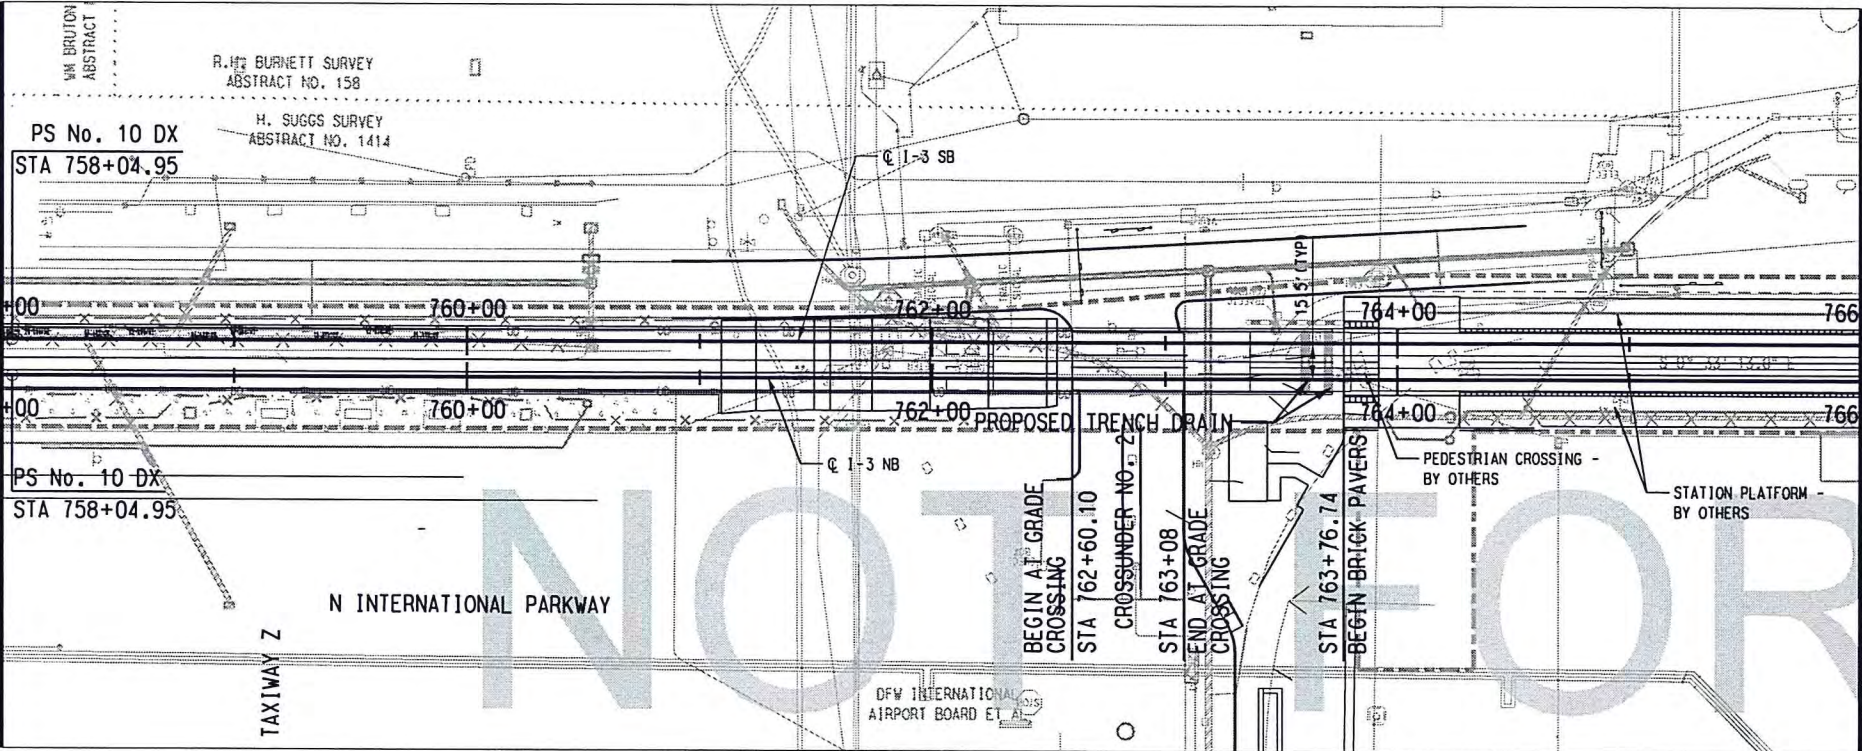 WM BRUTON
ABSTRACT
R.H. BURNETT SURVEY
ABSTRACT NO. 158
H. SUGGS SURVEY
ABSTRACT NO. 1414
PS No. 10 DX
STA 758+04.95
℄ I-3 SB
15.5' (TYP)
+00
760+00
762+00
764+00
766
+00
760+00
762+00
764+00
766
PROPOSED TRENCH DRAIN
℄ I-3 NB
PEDESTRIAN CROSSING -
BY OTHERS
STATION PLATFORM -
BY OTHERS
PS No. 10 DX
STA 758+04.95
BEGIN AT GRADE
CROSSING
STA 762+60.10
CROSSUNDER NO. 2
STA 763+08
END AT GRADE
CROSSING
STA 763+76.74
BEGIN BRICK PAVERS
N INTERNATIONAL PARKWAY
TAXIWAY Z
DFW INTERNATIONAL
AIRPORT BOARD ET AL
NOT FOR